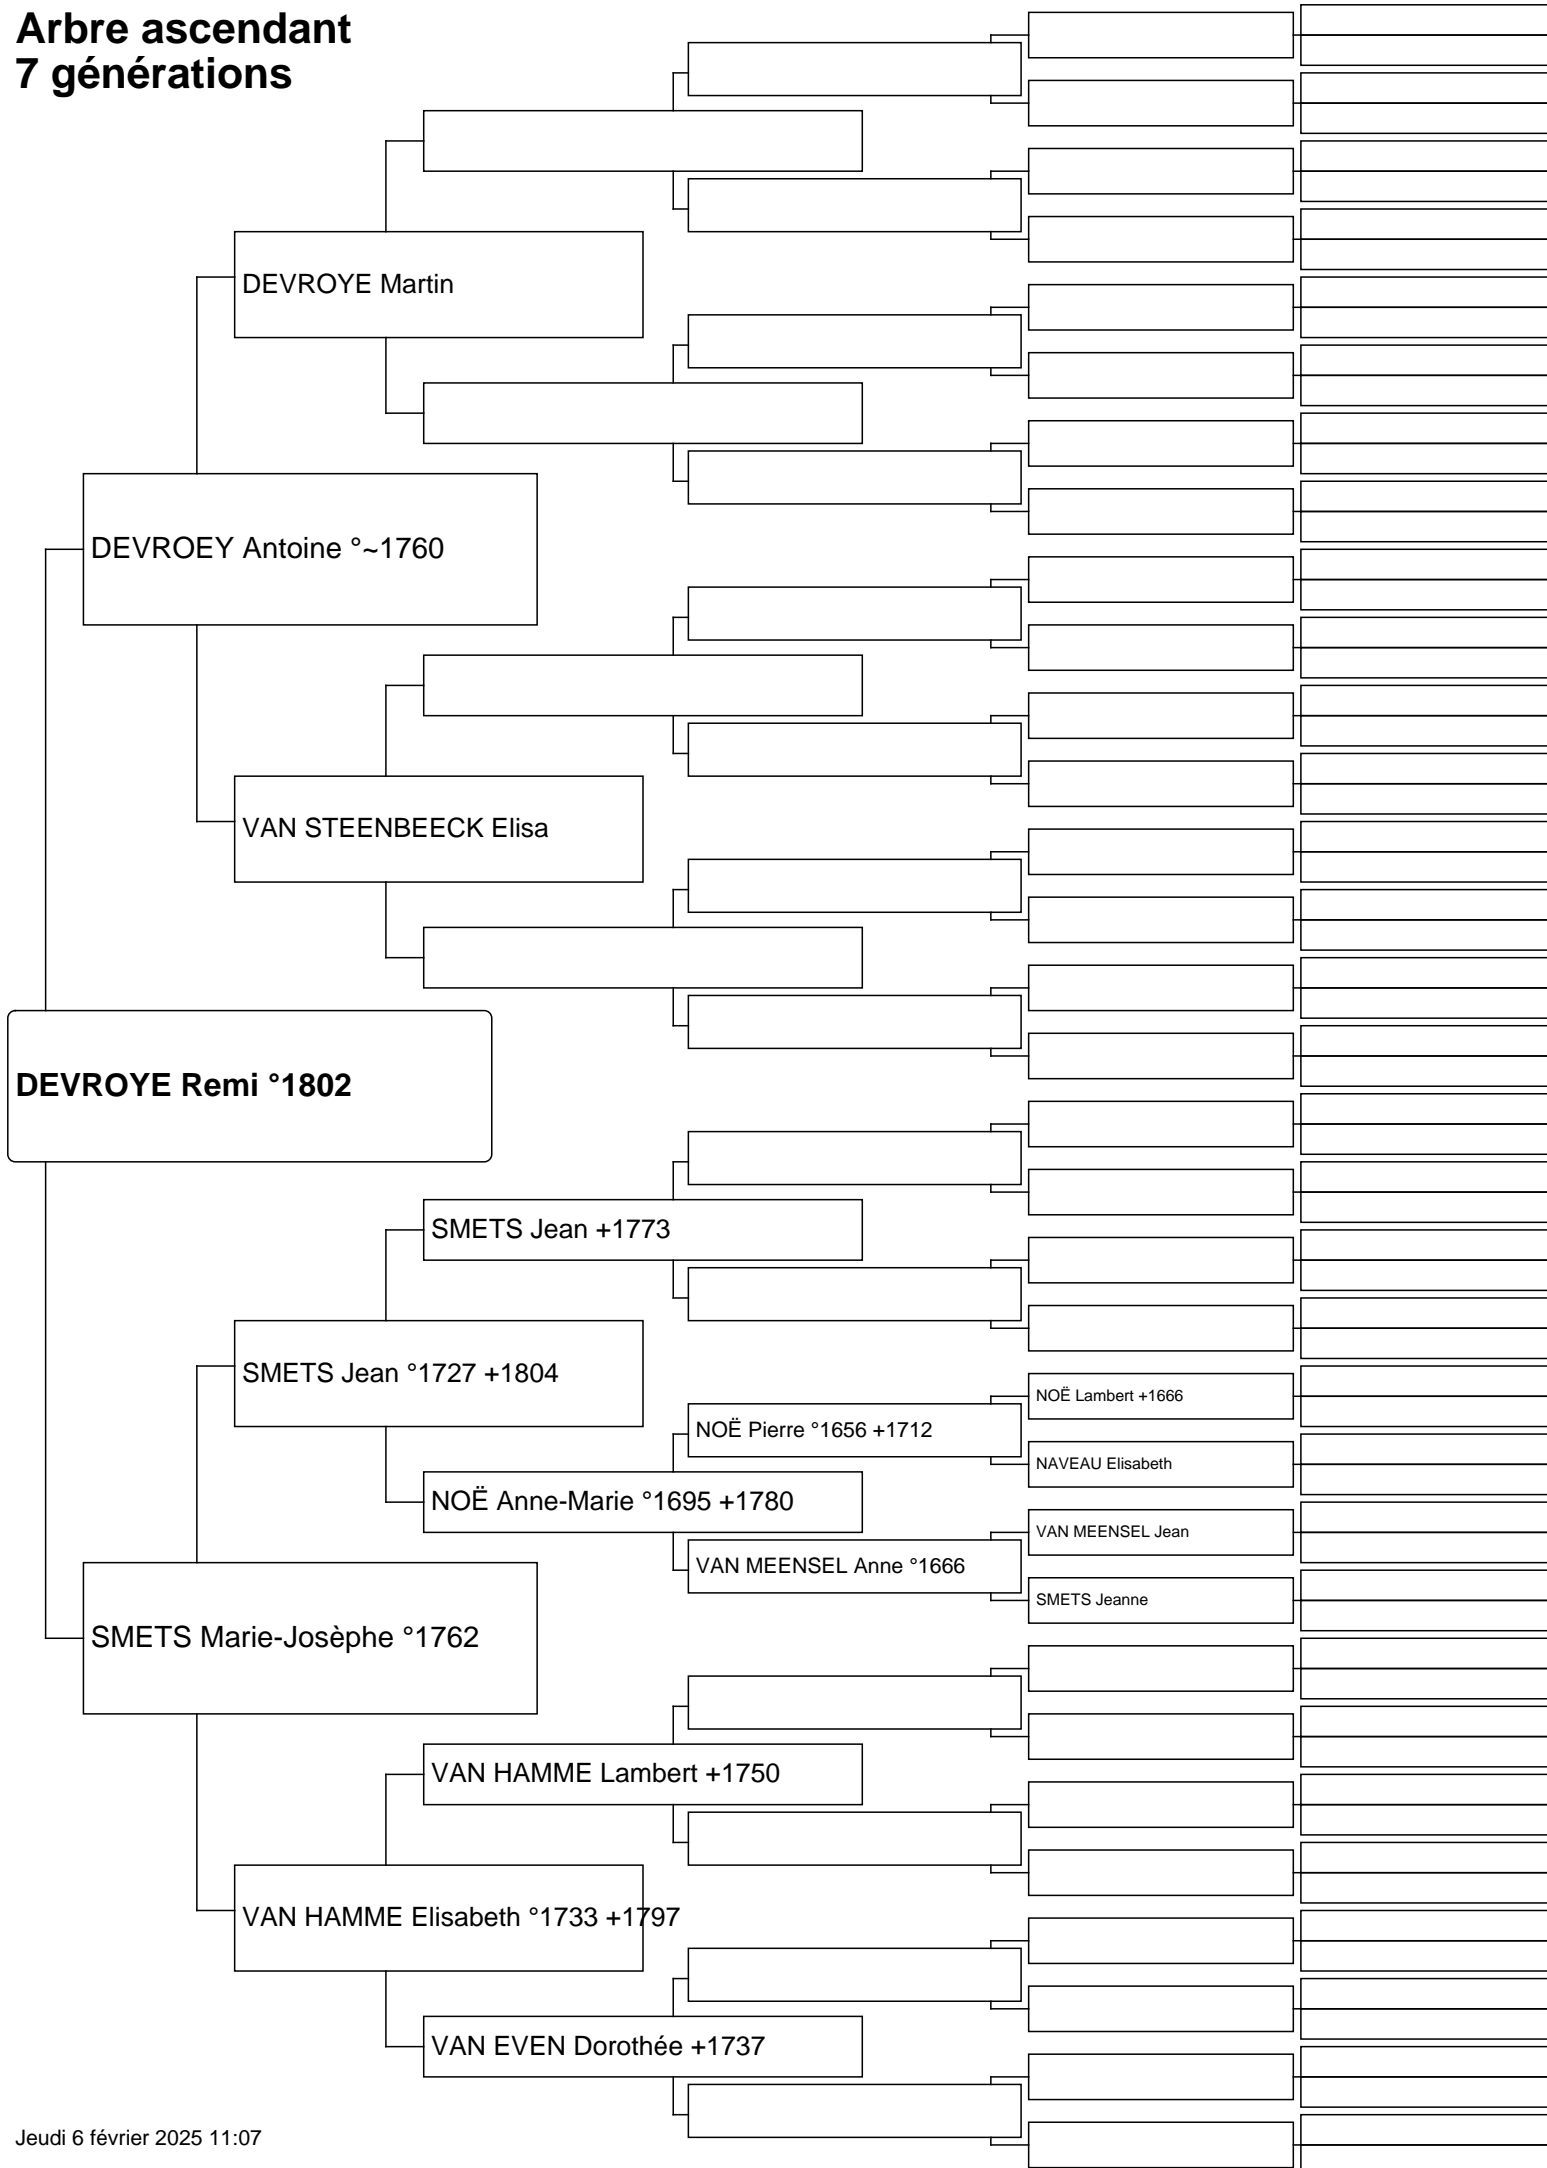 Arbre ascendant
7 générations
DEVROYE Martin
DEVROEY Antoine °~1760
VAN STEENBEECK Elisa
DEVROYE Remi °1802
SMETS Jean +1773
SMETS Jean °1727 +1804
NOË Lambert +1666
NOË Pierre °1656 +1712
NAVEAU Elisabeth
NOË Anne-Marie °1695 +1780
VAN MEENSEL Jean
VAN MEENSEL Anne °1666
SMETS Jeanne
SMETS Marie-Josèphe °1762
VAN HAMME Lambert +1750
VAN HAMME Elisabeth °1733 +1797
VAN EVEN Dorothée +1737
Jeudi 6 février 2025 11:07